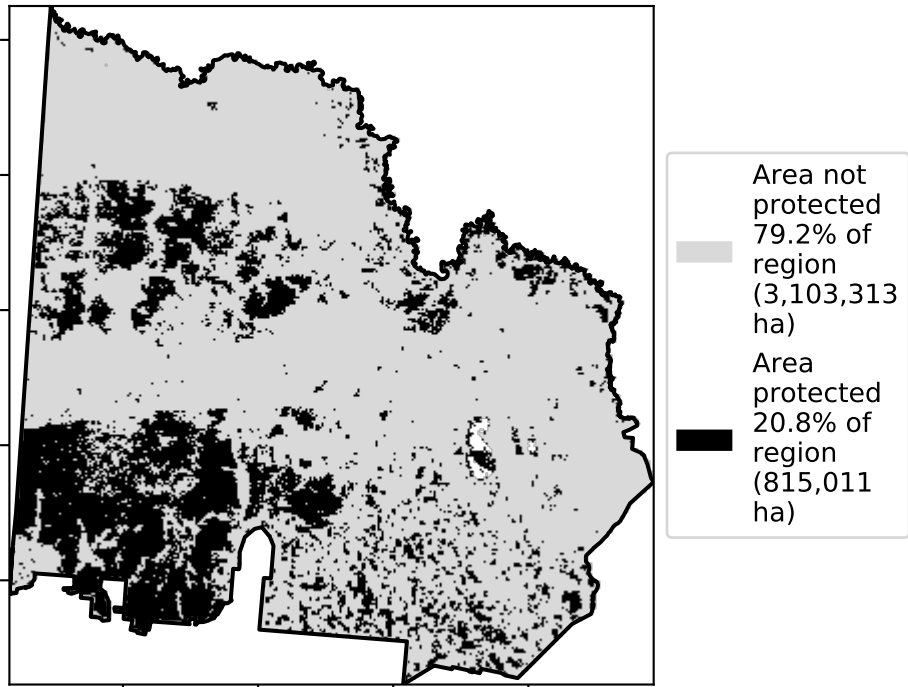 Area not
protected
79.2% of
region
(3,103,313
ha)
Area
protected
20.8% of
region
(815,011
ha)